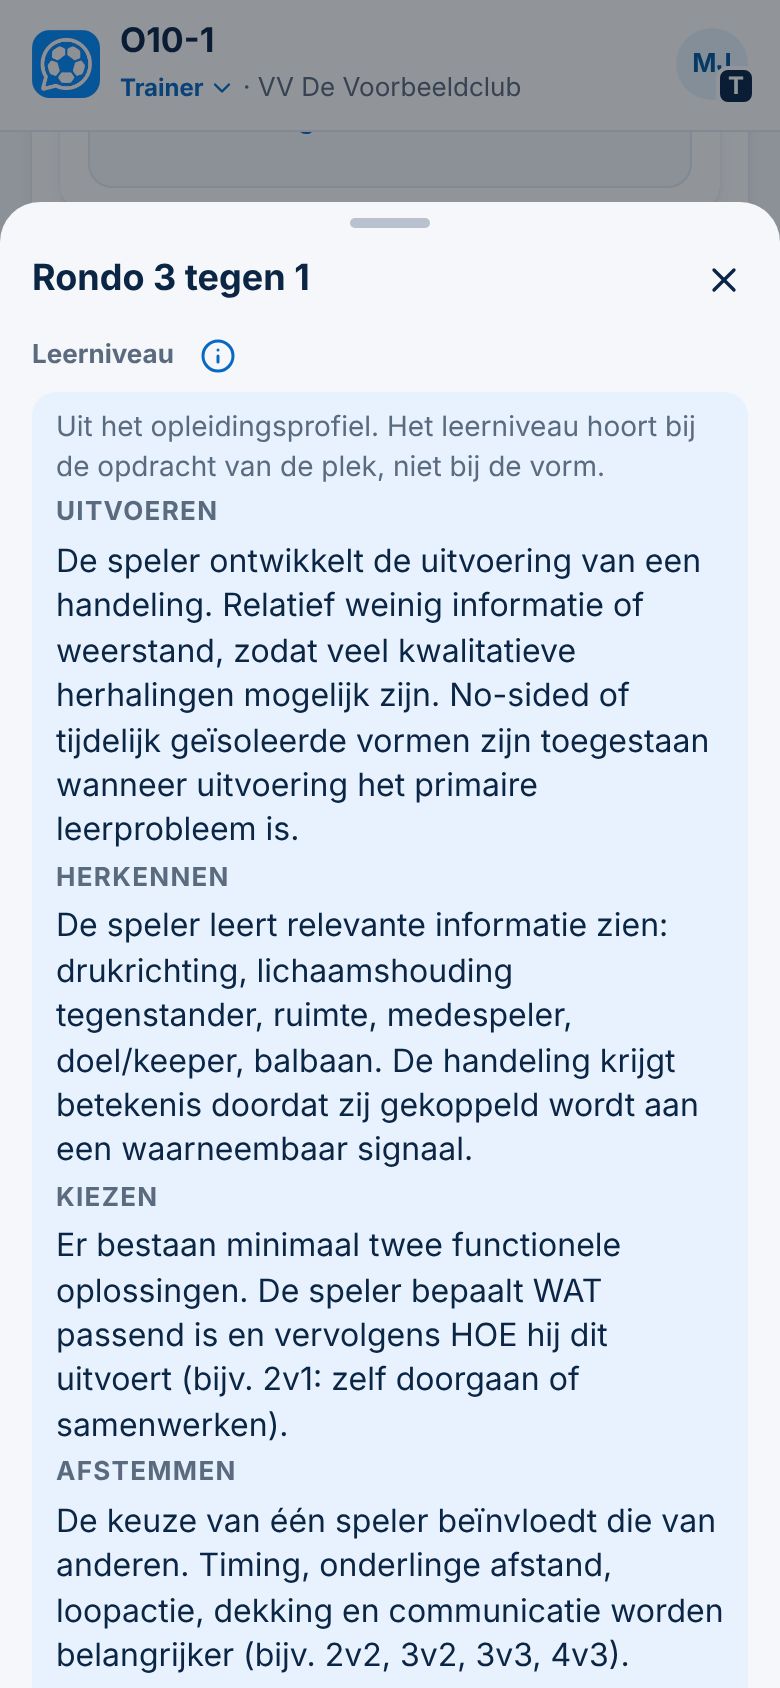 O10-1
Trainer · VV De Voorbeeldclub
T
Rondo 3 tegen 1
Leerniveau
Uit het opleidingsprofiel. Het leerniveau hoort bij
de opdracht van de plek, niet bij de vorm.
UITVOEREN
De speler ontwikkelt de uitvoering van een
handeling. Relatief weinig informatie of
weerstand, zodat veel kwalitatieve
herhalingen mogelijk zijn. No-sided of
tijdelijk geïsoleerde vormen zijn toegestaan
wanneer uitvoering het primaire
leerprobleem is.
HERKENNEN
De speler leert relevante informatie zien:
drukrichting, lichaamshouding
tegenstander, ruimte, medespeler,
doel/keeper, balbaan. De handeling krijgt
betekenis doordat zij gekoppeld wordt aan
een waarneembaar signaal.
KIEZEN
Er bestaan minimaal twee functionele
oplossingen. De speler bepaalt WAT
passend is en vervolgens HOE hij dit
uitvoert (bijv. 2v1: zelf doorgaan of
samenwerken).
AFSTEMMEN
De keuze van één speler beïnvloedt die van
anderen. Timing, onderlinge afstand,
loopactie, dekking en communicatie worden
belangrijker (bijv. 2v2, 3v2, 3v3, 4v3).